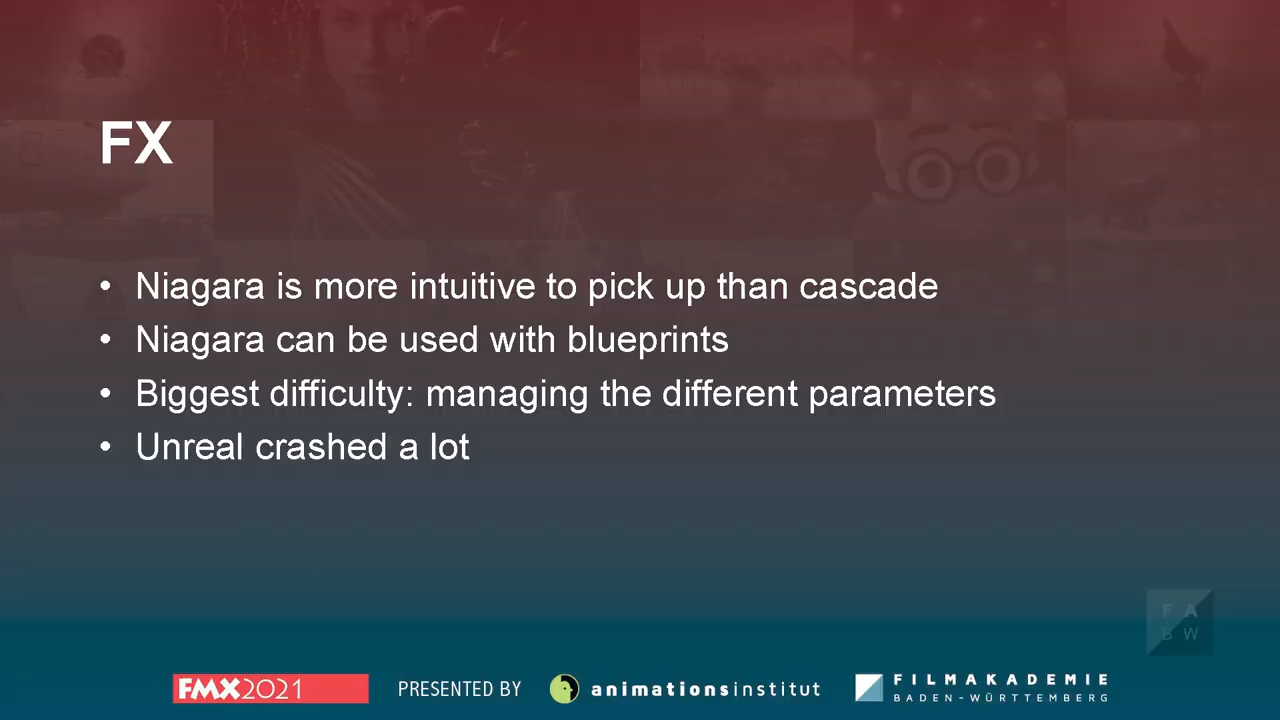 FX
• Niagara is more intuitive to pick up than cascade
• Niagara can be used with blueprints
• Biggest difficulty: managing the different parameters
• Unreal crashed a lot
F A
B W
FMX2021 PRESENTED BY animationsinstitut FILMAKADEMIE
BADEN-WÜRTTEMBERG